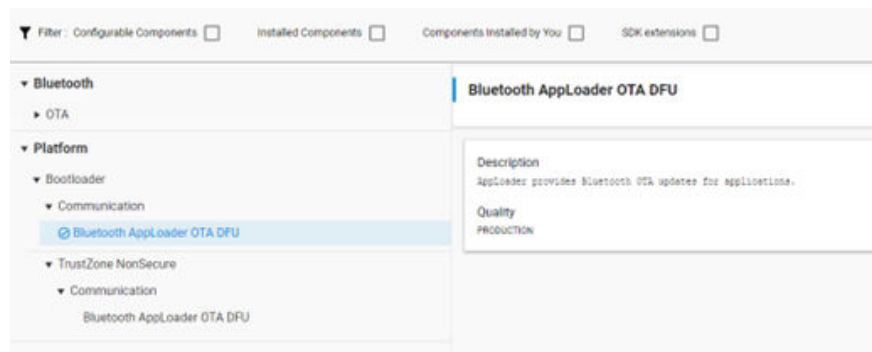 Filter : Configurable Components
Installed Components
Components Installed by You
SDK extensions
Bluetooth
OTA
Platform
Bootloader
Communication
Bluetooth AppLoader OTA DFU
TrustZone NonSecure
Communication
Bluetooth AppLoader OTA DFU
Bluetooth AppLoader OTA DFU
Description
AppLoader provides Bluetooth OTA updates for applications.
Quality
PRODUCTION